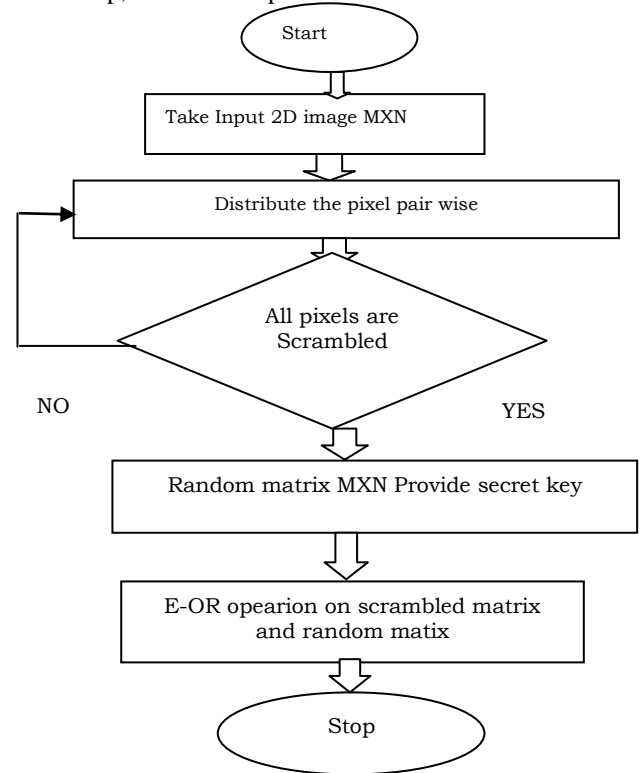 Start
Take Input 2D image MXN
Distribute the pixel pair wise
All pixels are
Scrambled
NO
YES
Random matrix MXN Provide secret key
E-OR opearion on scrambled matrix
and random matix
Stop